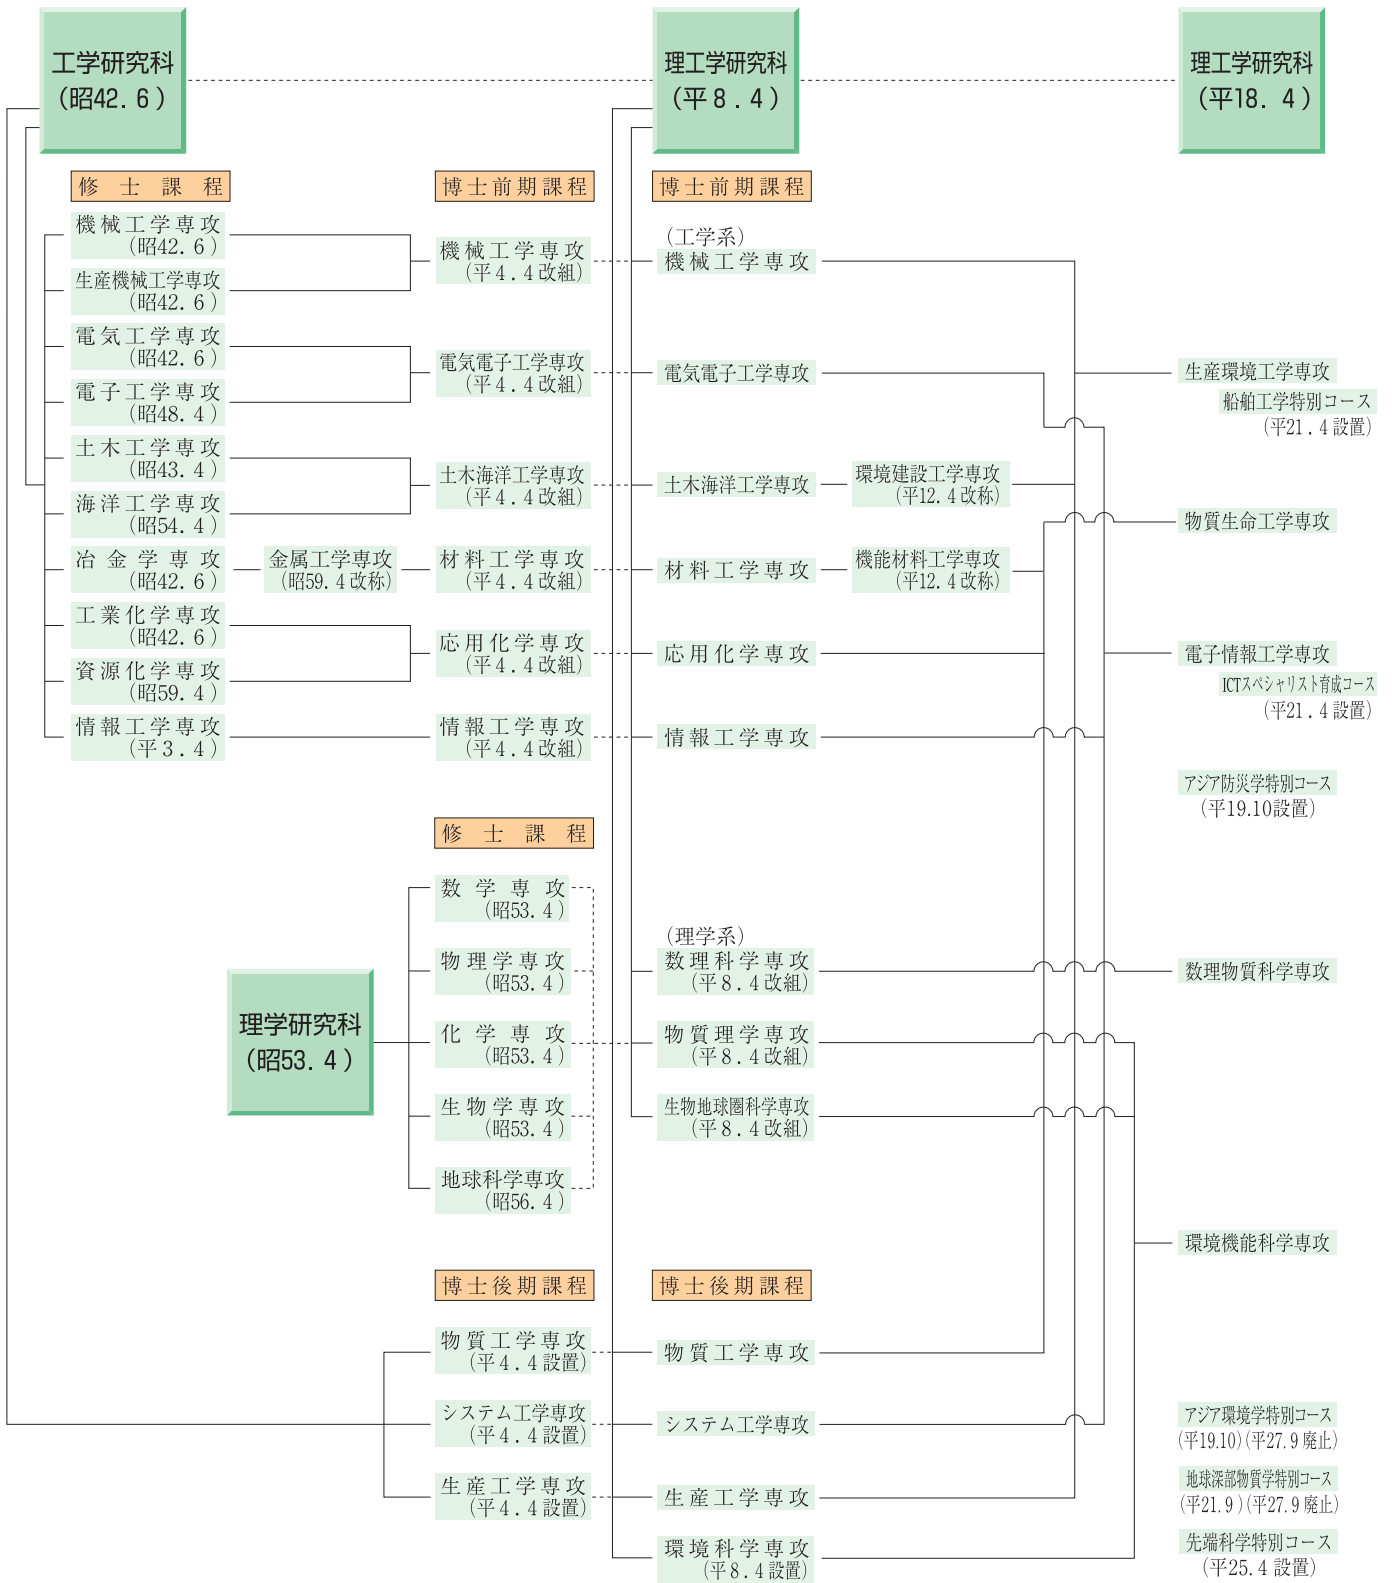 工学研究科
（昭42．6）
理工学研究科
（平8．4）
理工学研究科
（平18．4）
修士課程
機械工学専攻
（昭42．6）
生産機械工学専攻
（昭42．6）
電気工学専攻
（昭42．6）
電子工学専攻
（昭48．4）
土木工学専攻
（昭43．4）
海洋工学専攻
（昭54．4）
冶金学専攻
（昭42．6）
金属工学専攻
（昭59．4改称）
工業化学専攻
（昭42．6）
資源化学専攻
（昭59．4）
情報工学専攻
（平3．4）
博士前期課程
機械工学専攻
（平4．4改組）
電気電子工学専攻
（平4．4改組）
土木海洋工学専攻
（平4．4改組）
材料工学専攻
（平4．4改組）
応用化学専攻
（平4．4改組）
情報工学専攻
（平4．4改組）
修士課程
数学専攻
（昭53．4）
物理学専攻
（昭53．4）
理学研究科
（昭53．4）
化学専攻
（昭53．4）
生物学専攻
（昭53．4）
地球科学専攻
（昭56．4）
博士後期課程
物質工学専攻
（平4．4設置）
システム工学専攻
（平4．4設置）
生産工学専攻
（平4．4設置）
博士前期課程
（工学系）
機械工学専攻
電気電子工学専攻
土木海洋工学専攻
環境建設工学専攻
（平12．4改称）
材料工学専攻
機能材料工学専攻
（平12．4改称）
応用化学専攻
情報工学専攻
（理学系）
数理科学専攻
（平8．4改組）
物質理学専攻
（平8．4改組）
生物地球圏科学専攻
（平8．4改組）
博士後期課程
物質工学専攻
システム工学専攻
生産工学専攻
環境科学専攻
（平8．4設置）
生産環境工学専攻
船舶工学特別コース
（平21．4設置）
物質生命工学専攻
電子情報工学専攻
ICTスペシャリスト育成コース
（平21．4設置）
アジア防災学特別コース
（平19.10設置）
数理物質科学専攻
環境機能科学専攻
アジア環境学特別コース
（平19.10）（平27.9廃止）
地球深部物質学特別コース
（平21.9）（平27.9廃止）
先端科学特別コース
（平25.4設置）